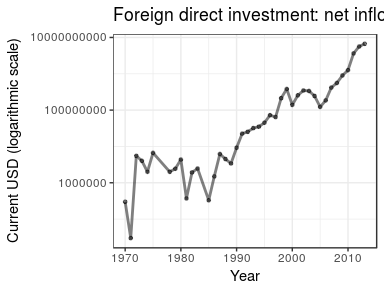 Foreign direct investment: net inflo
Current USD (logarithmic scale)
10000000000
100000000
1000000
1970
1980
1990
2000
2010
Year